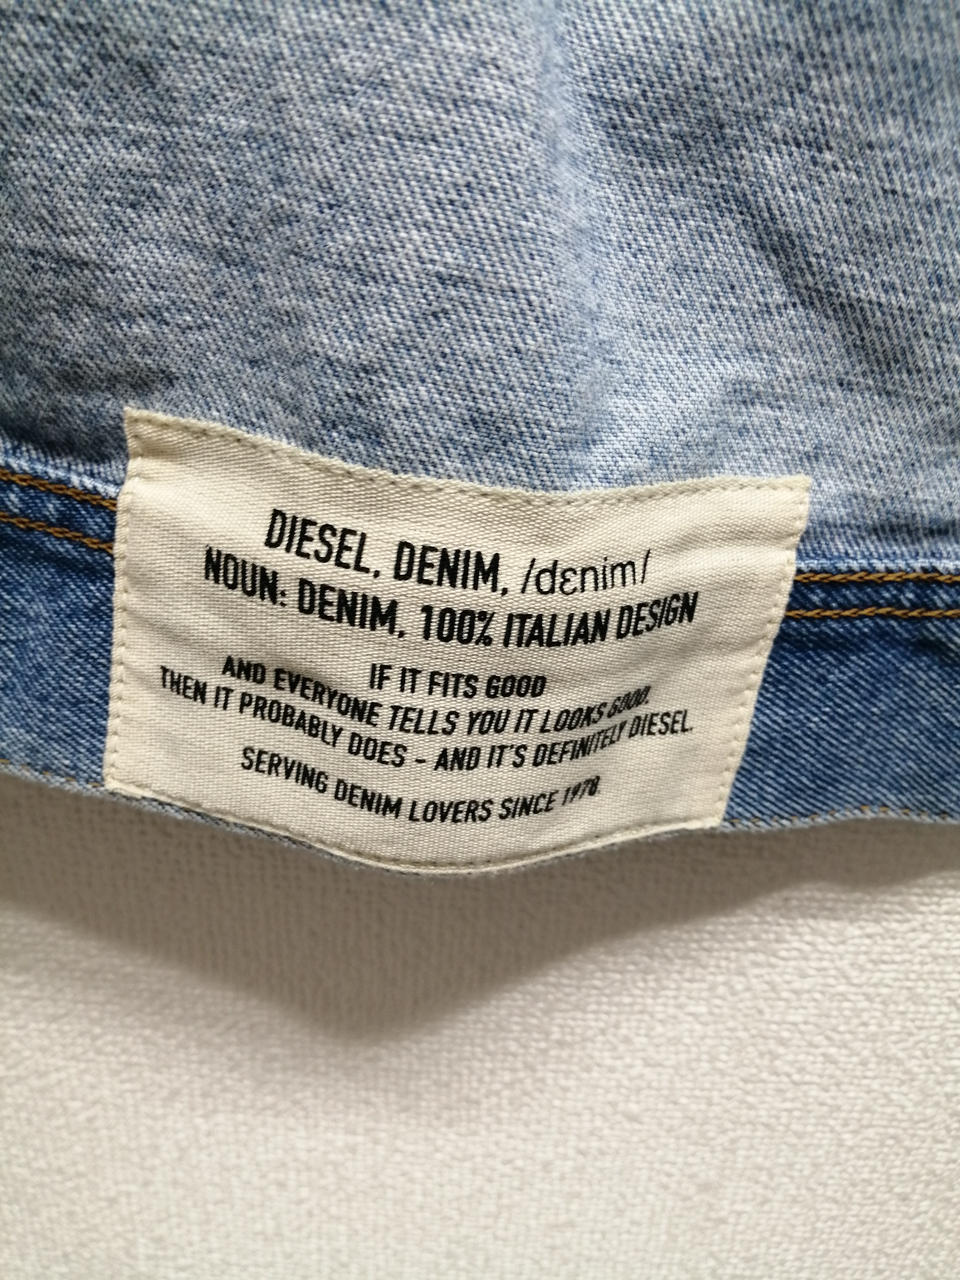 DIESEL, DENIM, /dɛnim/
NOUN: DENIM, 100% ITALIAN DESIGN
IF IT FITS GOOD
AND EVERYONE TELLS YOU IT LOOKS GOOD,
THEN IT PROBABLY DOES - AND IT'S DEFINITELY DIESEL.
SERVING DENIM LOVERS SINCE 1978.